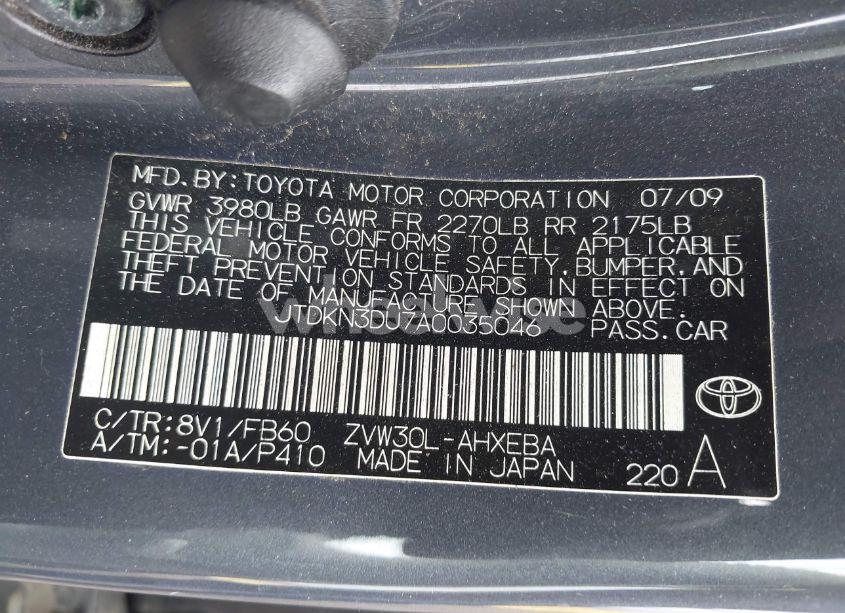 MFD.BY:TOYOTA MOTOR CORPORATION 07/09
GVWR 3980LB GAWR FR 2270LB RR 2175LB
THIS VEHICLE CONFORMS TO ALL APPLICABLE
FEDERAL MOTOR VEHICLE SAFETY,BUMPER,AND
THEFT PREVENTION STANDARDS IN EFFECT ON
THE DATE OF MANUFACTURE SHOWN ABOVE.
JTDKN3DU7A0035046 PASS.CAR
C/TR:8V1/FB60 ZVW30L-AHXEBA
A/TM:-01A/P410 MADE IN JAPAN 220 A